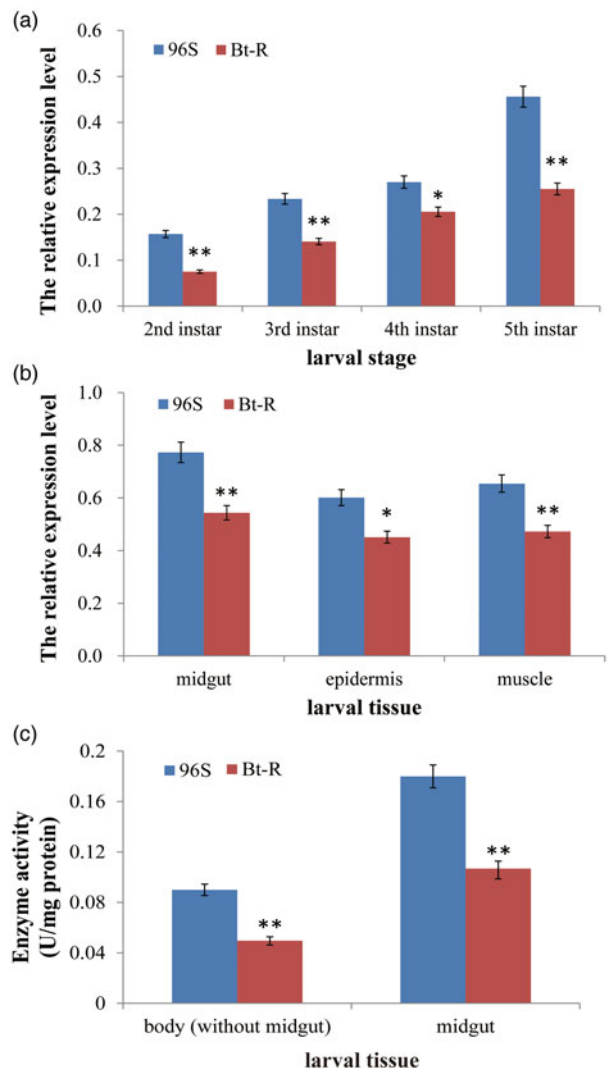 (a)
The relative expression level
0.6
0.5
0.4
0.3
0.2
0.1
0.0
96S Bt-R
**
**
*
**
2nd instar 3rd instar 4th instar 5th instar
larval stage
(b)
The relative expression level
1.0
0.8
0.6
0.4
0.2
0.0
96S Bt-R
**
*
**
midgut epidermis muscle
larval tissue
(c)
Enzyme activity
(U/mg protein)
0.2
0.16
0.12
0.08
0.04
0
96S Bt-R
**
**
body (without midgut) midgut
larval tissue